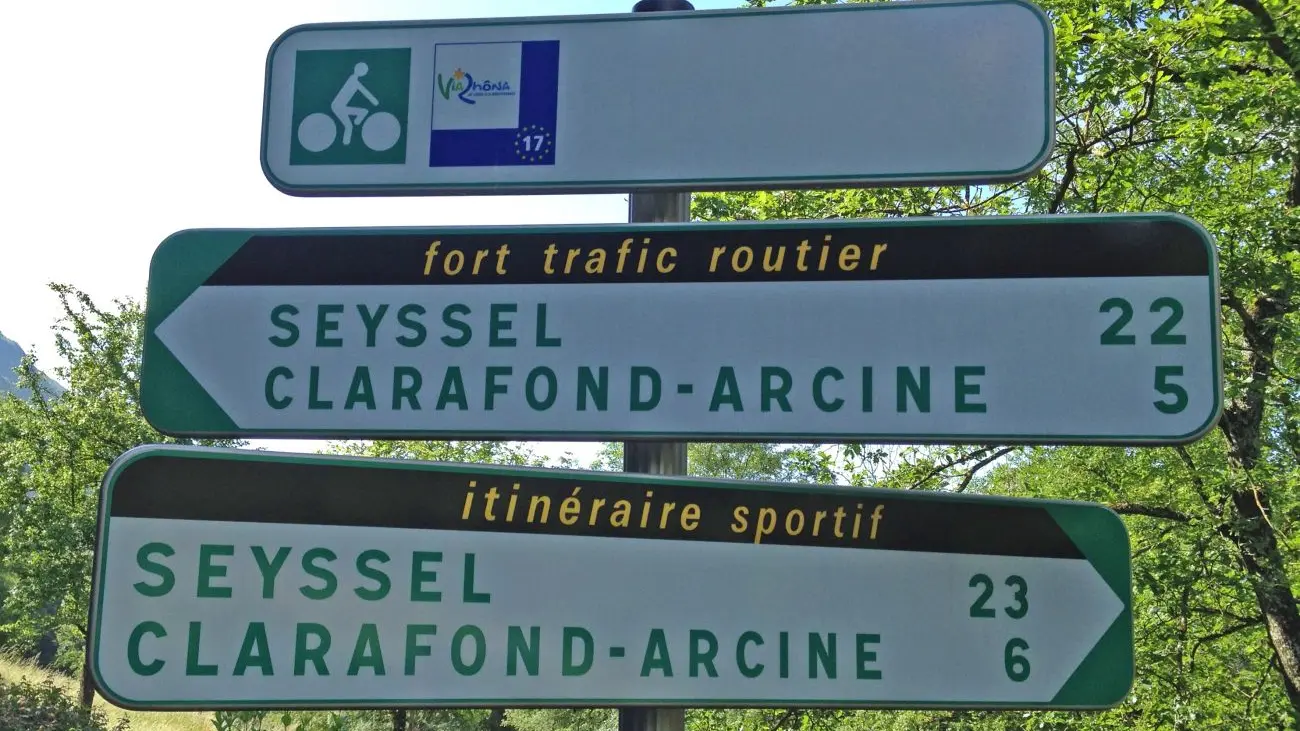 ViaRhôna
17
fort trafic routier
SEYSSEL 22
CLARAFOND-ARCINE 5
itinéraire sportif
SEYSSEL 23
CLARAFOND-ARCINE 6